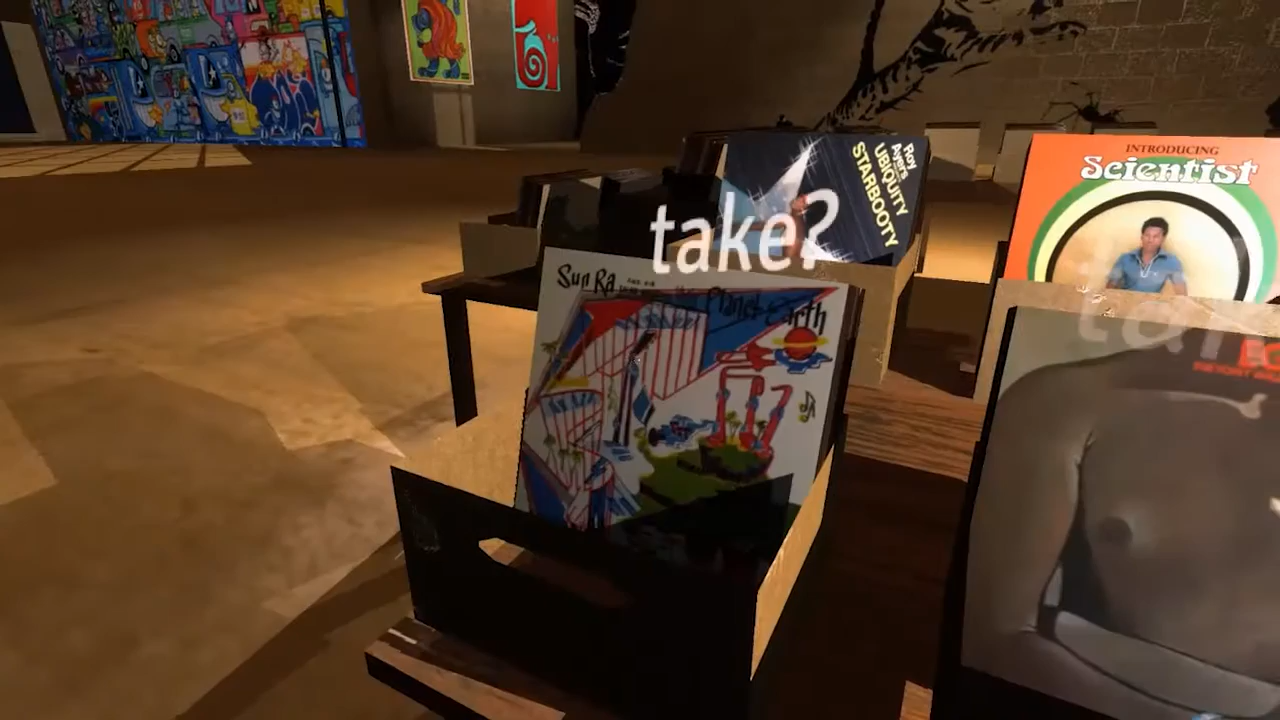 Roy
Ayers
UBIQUITY
STARBOOTY
INTRODUCING
Scientist
take?
Sun Ra
Planet Earth